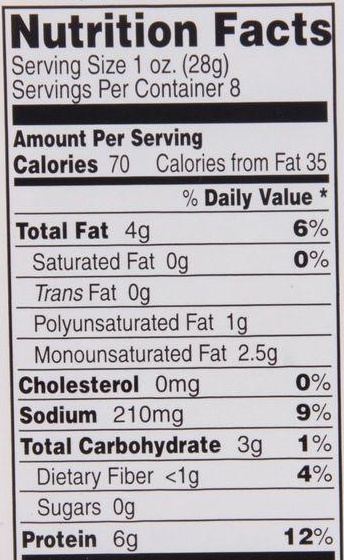 Nutrition Facts
Serving Size 1 oz. (28g)
Servings Per Container 8
Amount Per Serving
Calories 70 Calories from Fat 35
% Daily Value *
Total Fat 4g 6%
Saturated Fat 0g 0%
Trans Fat 0g
Polyunsaturated Fat 1g
Monounsaturated Fat 2.5g
Cholesterol 0mg 0%
Sodium 210mg 9%
Total Carbohydrate 3g 1%
Dietary Fiber <1g 4%
Sugars 0g
Protein 6g 12%